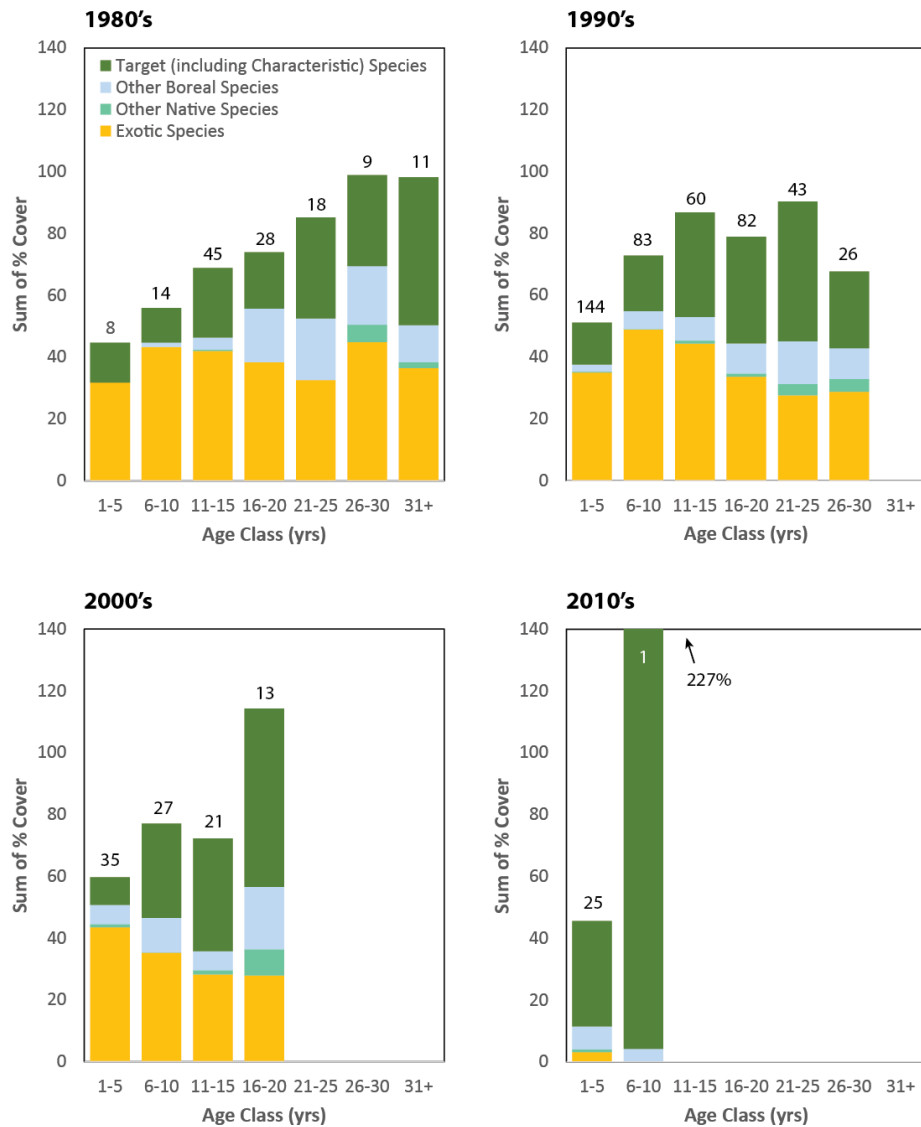 1980's
140
120
100
80
60
40
20
0
Sum of % Cover
Target (including Characteristic) Species
Other Boreal Species
Other Native Species
Exotic Species
8
14
45
28
18
9
11
1-5 6-10 11-15 16-20 21-25 26-30 31+
Age Class (yrs)
1990's
140
120
100
80
60
40
20
0
Sum of % Cover
144
83
60
82
43
26
1-5 6-10 11-15 16-20 21-25 26-30 31+
Age Class (yrs)
2000's
140
120
100
80
60
40
20
0
Sum of % Cover
35
27
21
13
1-5 6-10 11-15 16-20 21-25 26-30 31+
Age Class (yrs)
2010's
140
120
100
80
60
40
20
0
Sum of % Cover
25
1
227%
1-5 6-10 11-15 16-20 21-25 26-30 31+
Age Class (yrs)